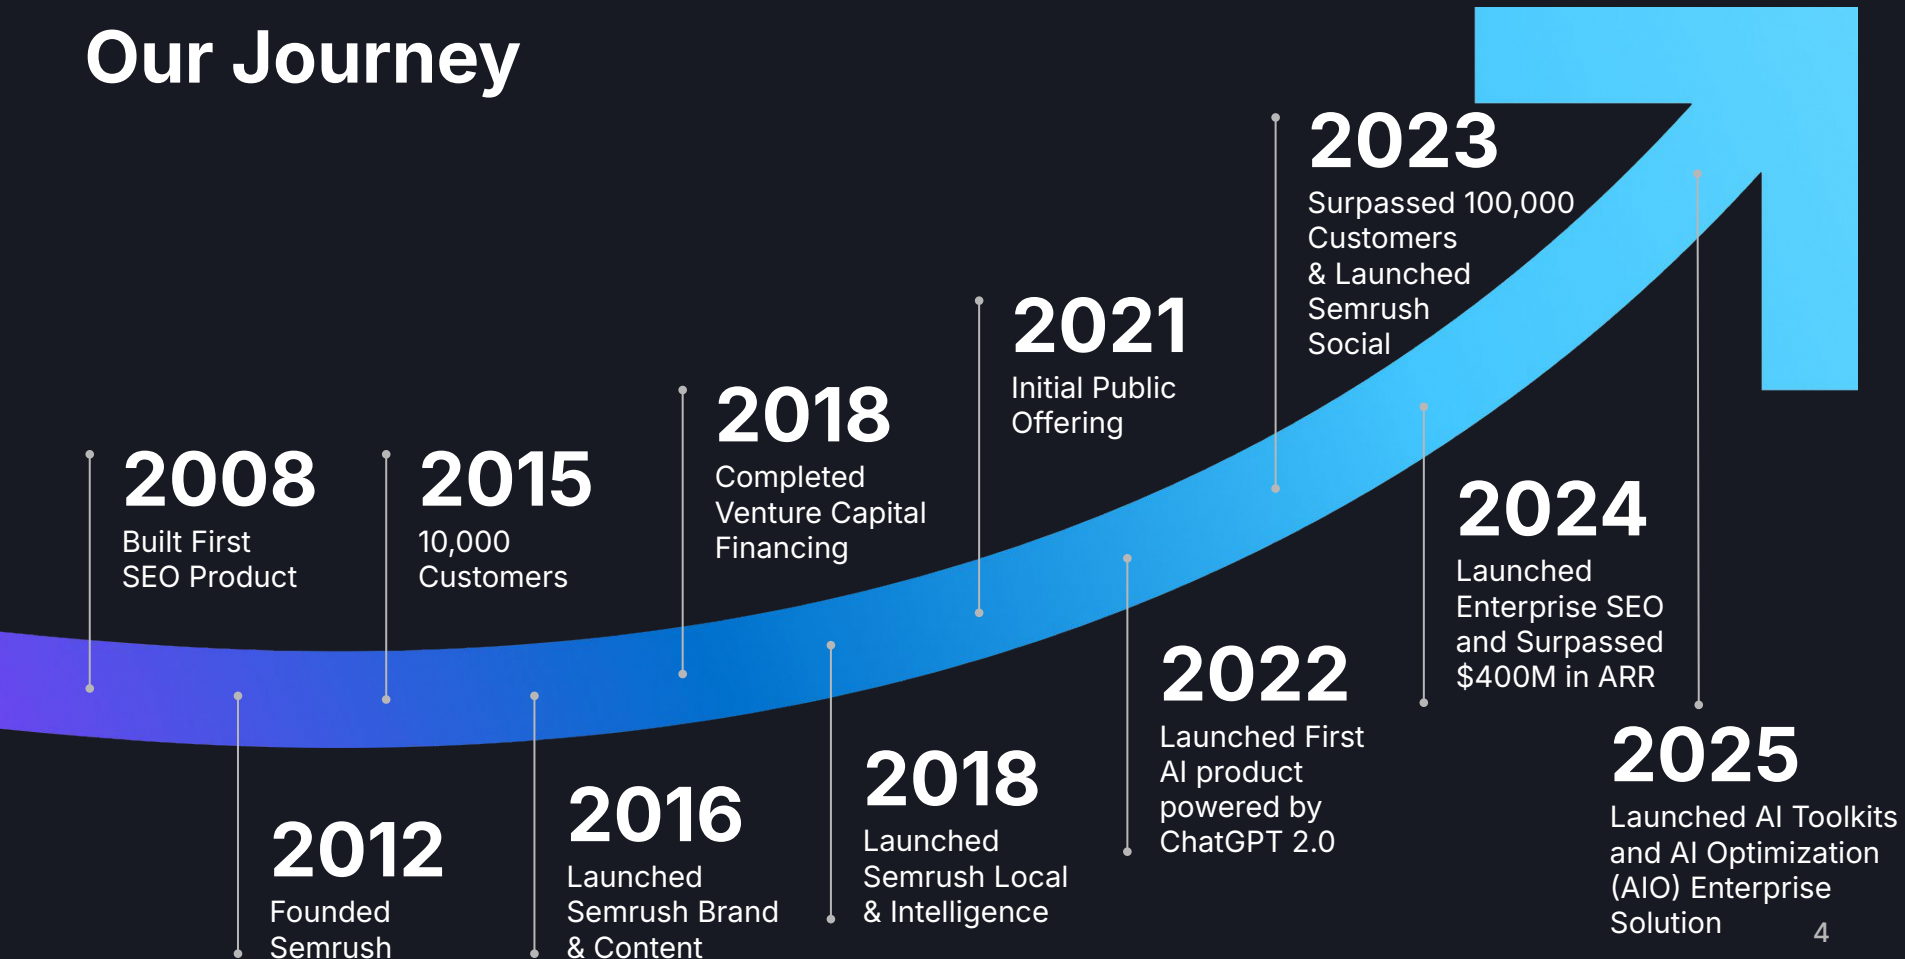 Our Journey
2008
Built First
SEO Product
2012
Founded
Semrush
2015
10,000
Customers
2016
Launched
Semrush Brand
& Content
2018
Completed
Venture Capital
Financing
2018
Launched
Semrush Local
& Intelligence
2021
Initial Public
Offering
2022
Launched First
AI product
powered by
ChatGPT 2.0
2023
Surpassed 100,000
Customers
& Launched
Semrush
Social
2024
Launched
Enterprise SEO
and Surpassed
$400M in ARR
2025
Launched AI Toolkits
and AI Optimization
(AIO) Enterprise
Solution
4